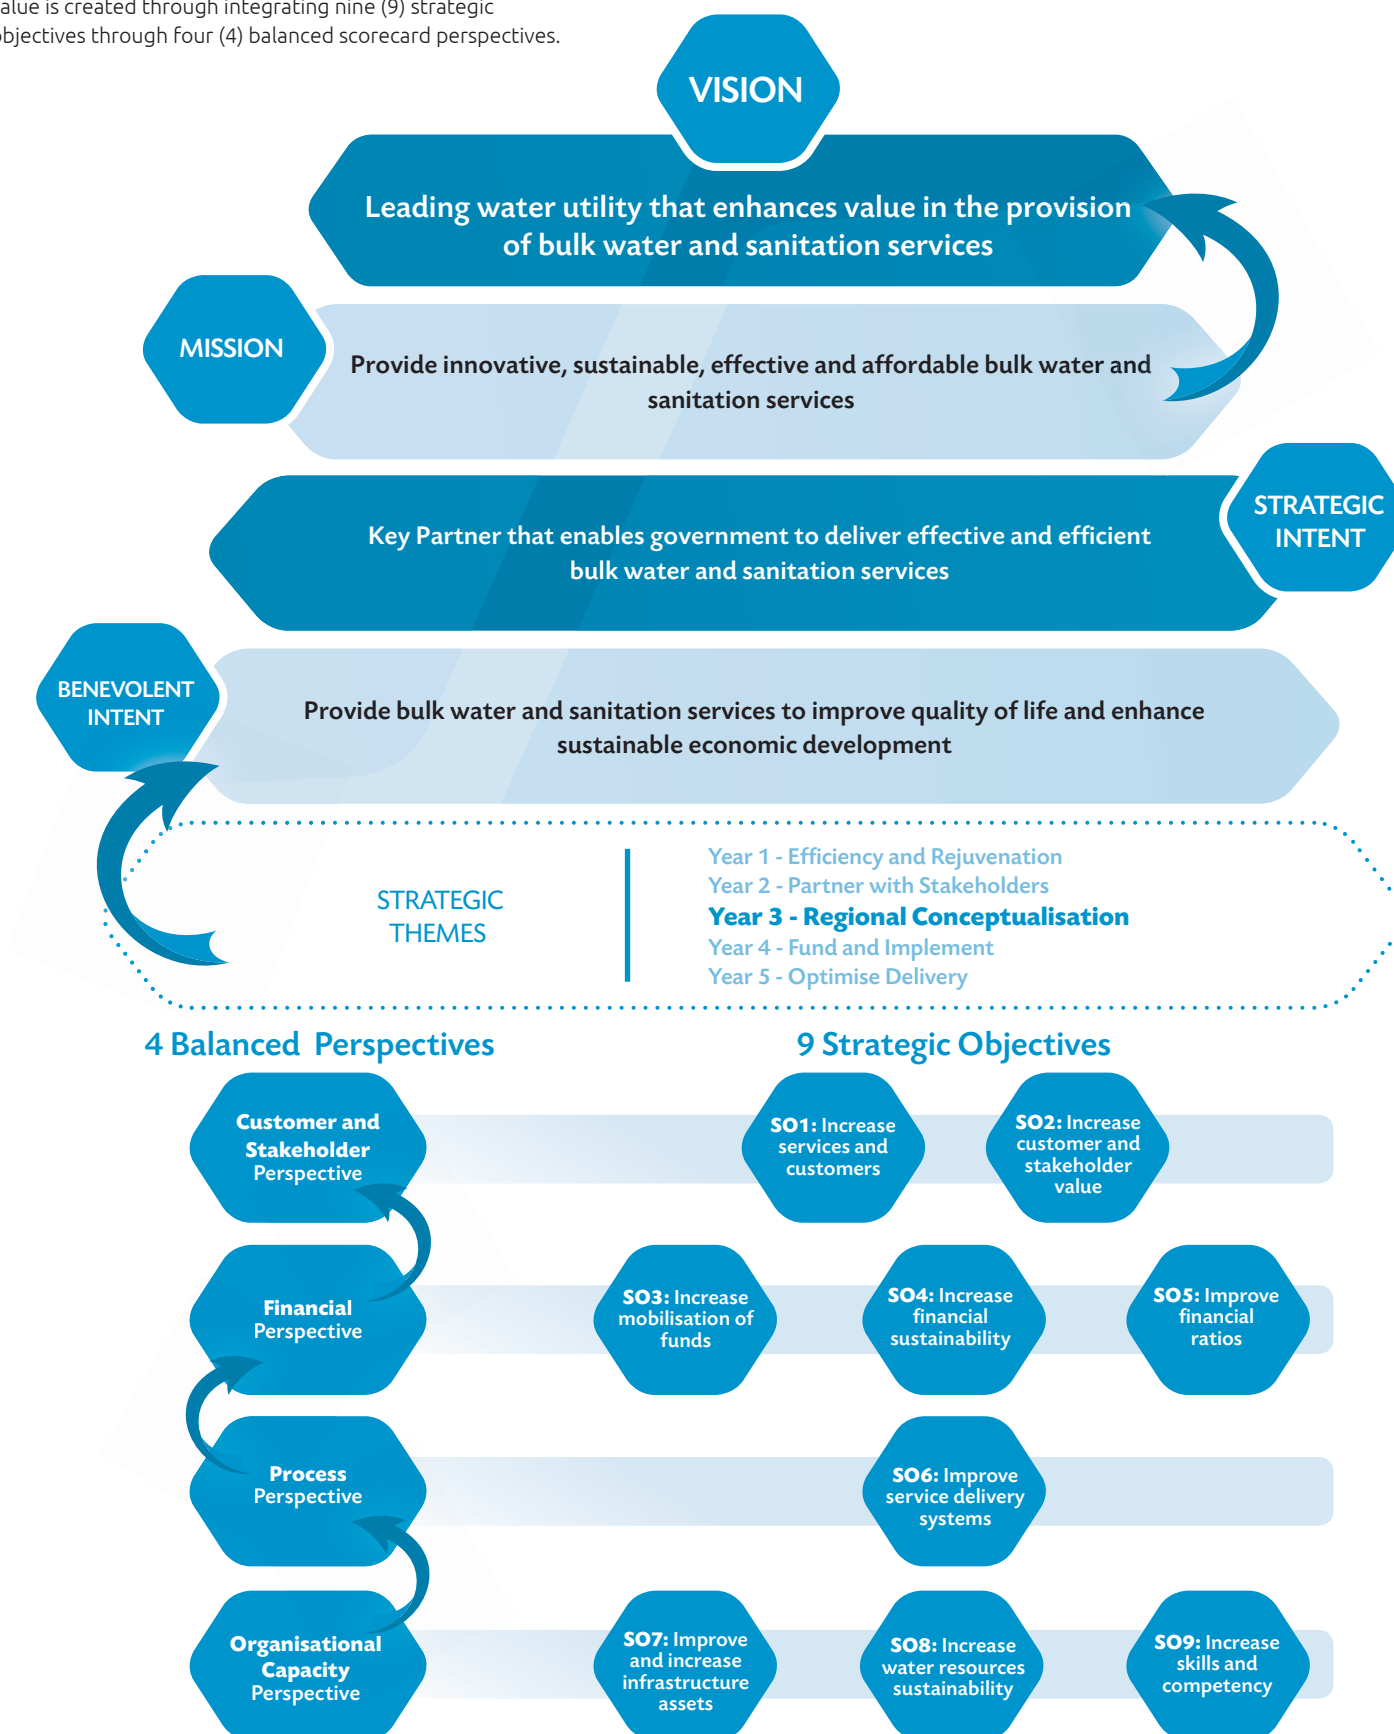 alue is created through integrating nine (9) strategic
objectives through four (4) balanced scorecard perspectives.
VISION
Leading water utility that enhances value in the provision
of bulk water and sanitation services
MISSION
Provide innovative, sustainable, effective and affordable bulk water and
sanitation services
STRATEGIC
INTENT
Key Partner that enables government to deliver effective and efficient
bulk water and sanitation services
BENEVOLENT
INTENT
Provide bulk water and sanitation services to improve quality of life and enhance
sustainable economic development
STRATEGIC
THEMES
Year 1 - Efficiency and Rejuvenation
Year 2 - Partner with Stakeholders
Year 3 - Regional Conceptualisation
Year 4 - Fund and Implement
Year 5 - Optimise Delivery
4 Balanced Perspectives
9 Strategic Objectives
Customer and
Stakeholder
Perspective
SO1: Increase
services and
customers
SO2: Increase
customer and
stakeholder
value
Financial
Perspective
SO3: Increase
mobilisation of
funds
SO4: Increase
financial
sustainability
SO5: Improve
financial
ratios
Process
Perspective
SO6: Improve
service delivery
systems
Organisational
Capacity
Perspective
SO7: Improve
and increase
infrastructure
assets
SO8: Increase
water resources
sustainability
SO9: Increase
skills and
competency